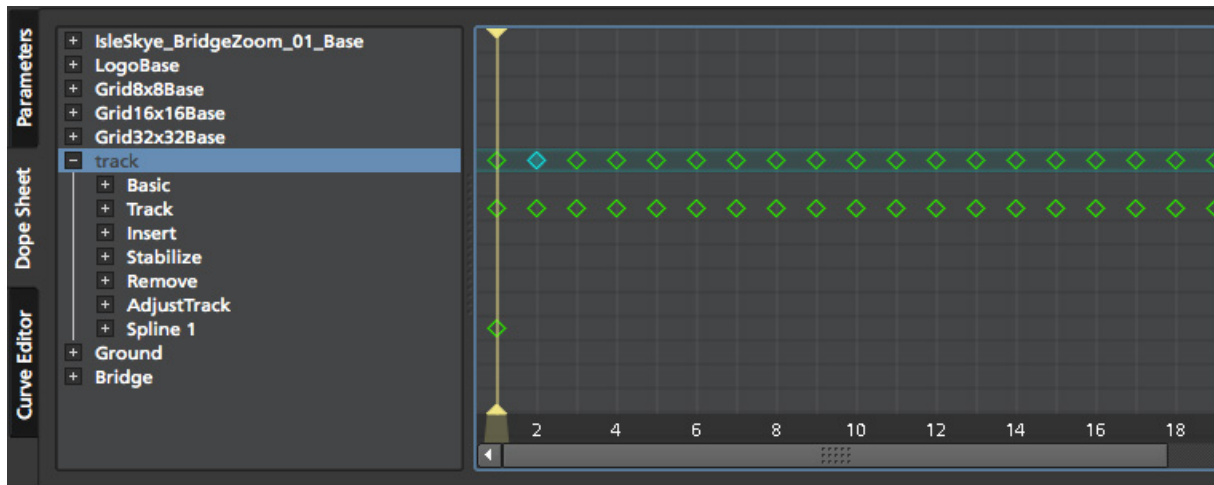 Parameters
Dope Sheet
Curve Editor
IsleSkye_BridgeZoom_01_Base
LogoBase
Grid8x8Base
Grid16x16Base
Grid32x32Base
track
Basic
Track
Insert
Stabilize
Remove
AdjustTrack
Spline 1
Ground
Bridge
2 4 6 8 10 12 14 16 18